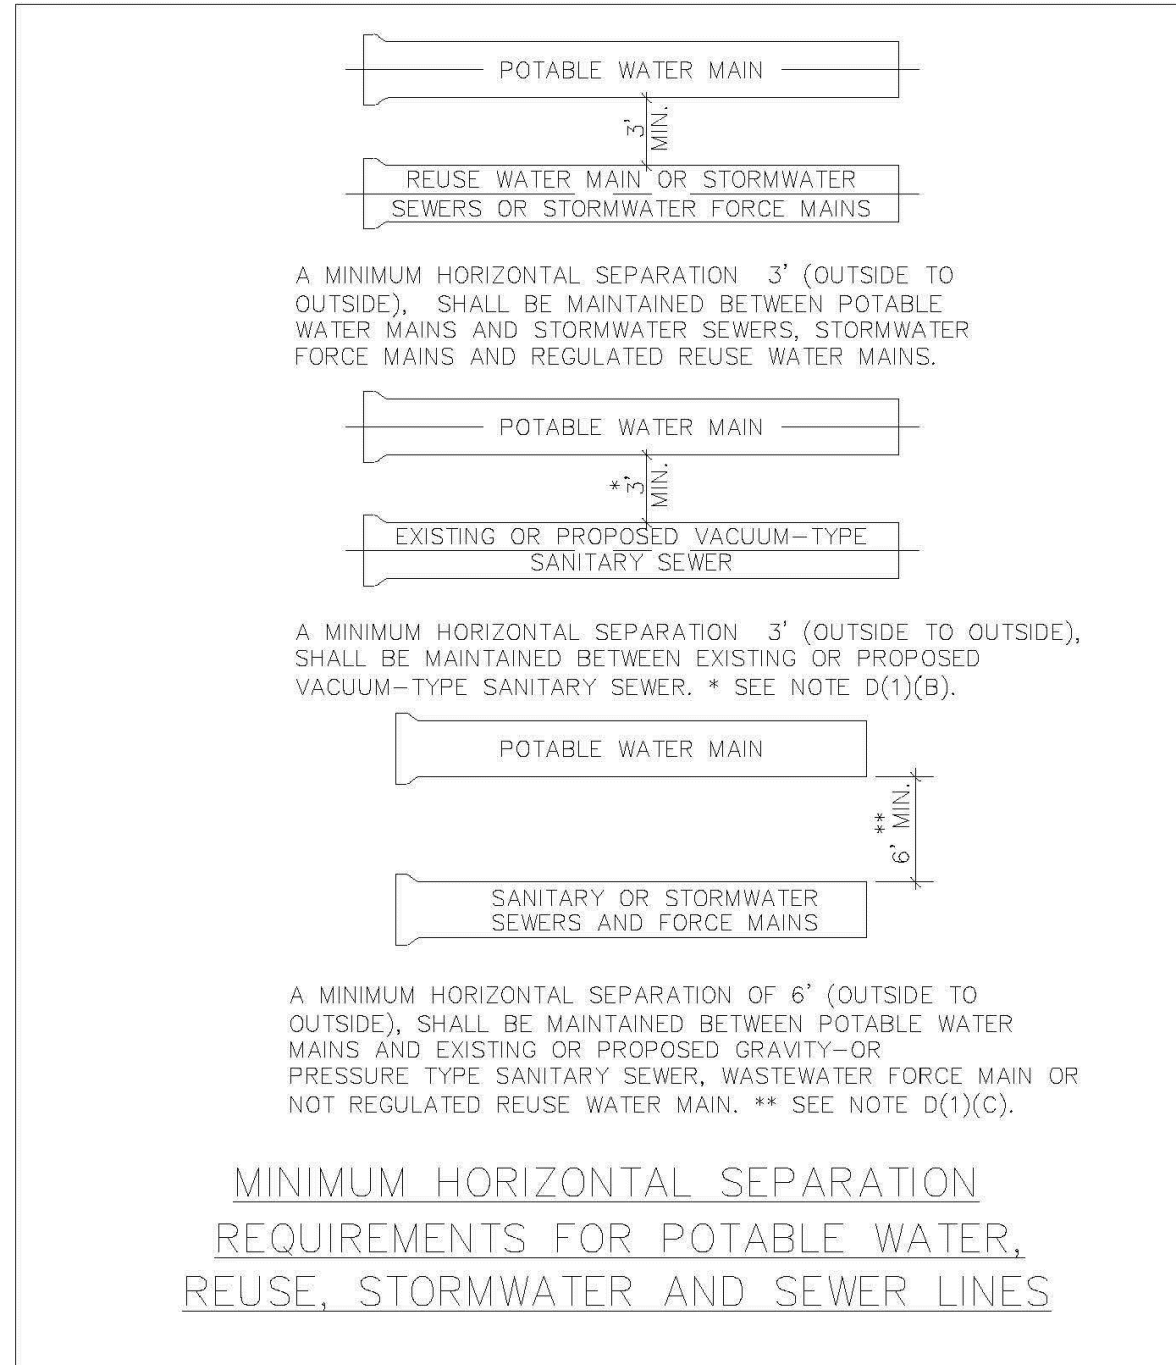 POTABLE WATER MAIN
3' MIN.
REUSE WATER MAIN OR STORMWATER
SEWERS OR STORMWATER FORCE MAINS
A MINIMUM HORIZONTAL SEPARATION 3' (OUTSIDE TO
OUTSIDE), SHALL BE MAINTAINED BETWEEN POTABLE
WATER MAINS AND STORMWATER SEWERS, STORMWATER
FORCE MAINS AND REGULATED REUSE WATER MAINS.
POTABLE WATER MAIN
* 3' MIN.
EXISTING OR PROPOSED VACUUM-TYPE
SANITARY SEWER
A MINIMUM HORIZONTAL SEPARATION 3' (OUTSIDE TO OUTSIDE),
SHALL BE MAINTAINED BETWEEN EXISTING OR PROPOSED
VACUUM-TYPE SANITARY SEWER. * SEE NOTE D(1)(B).
POTABLE WATER MAIN
**
6' MIN.
SANITARY OR STORMWATER
SEWERS AND FORCE MAINS
A MINIMUM HORIZONTAL SEPARATION OF 6' (OUTSIDE TO
OUTSIDE), SHALL BE MAINTAINED BETWEEN POTABLE WATER
MAINS AND EXISTING OR PROPOSED GRAVITY-OR
PRESSURE TYPE SANITARY SEWER, WASTEWATER FORCE MAIN OR
NOT REGULATED REUSE WATER MAIN. ** SEE NOTE D(1)(C).
MINIMUM HORIZONTAL SEPARATION
REQUIREMENTS FOR POTABLE WATER,
REUSE, STORMWATER AND SEWER LINES